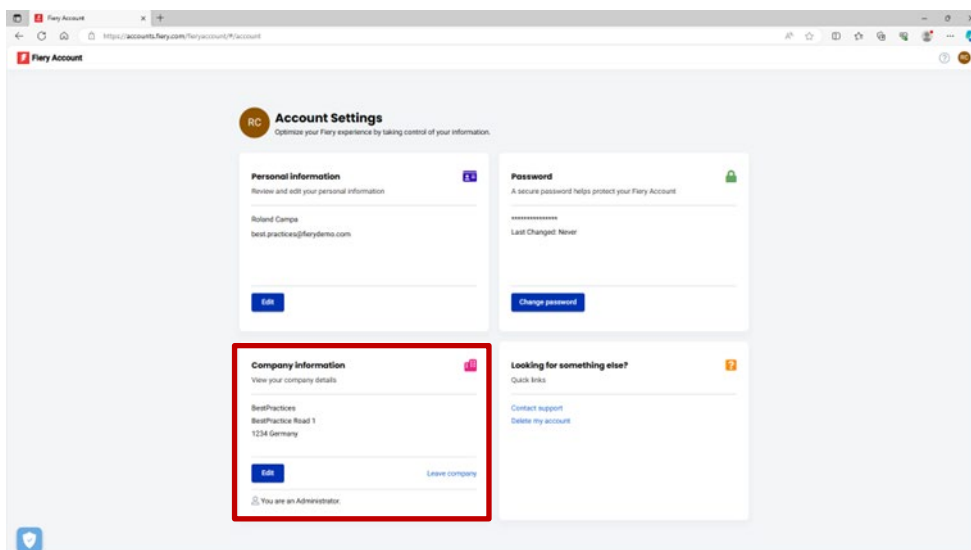 Fiery Account
https://accounts.fiery.com/fieryaccount/#/account
Fiery Account
RC
RC
Account Settings
Optimize your Fiery experience by taking control of your information.
Personal information
Review and edit your personal information
Roland Campa
best.practices@fierydemo.com
Edit
Password
A secure password helps protect your Fiery Account
***************
Last Changed: Never
Change password
Company information
View your company details
BestPractices
BestPractice Road 1
1234 Germany
Edit
Leave company
You are an Administrator.
Looking for something else?
Quick links
Contact support
Delete my account